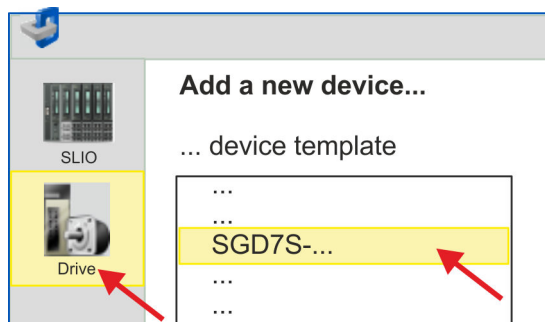 Add a new device...
SLIO
... device template
...
...
SGD7S-...
Drive
...
...